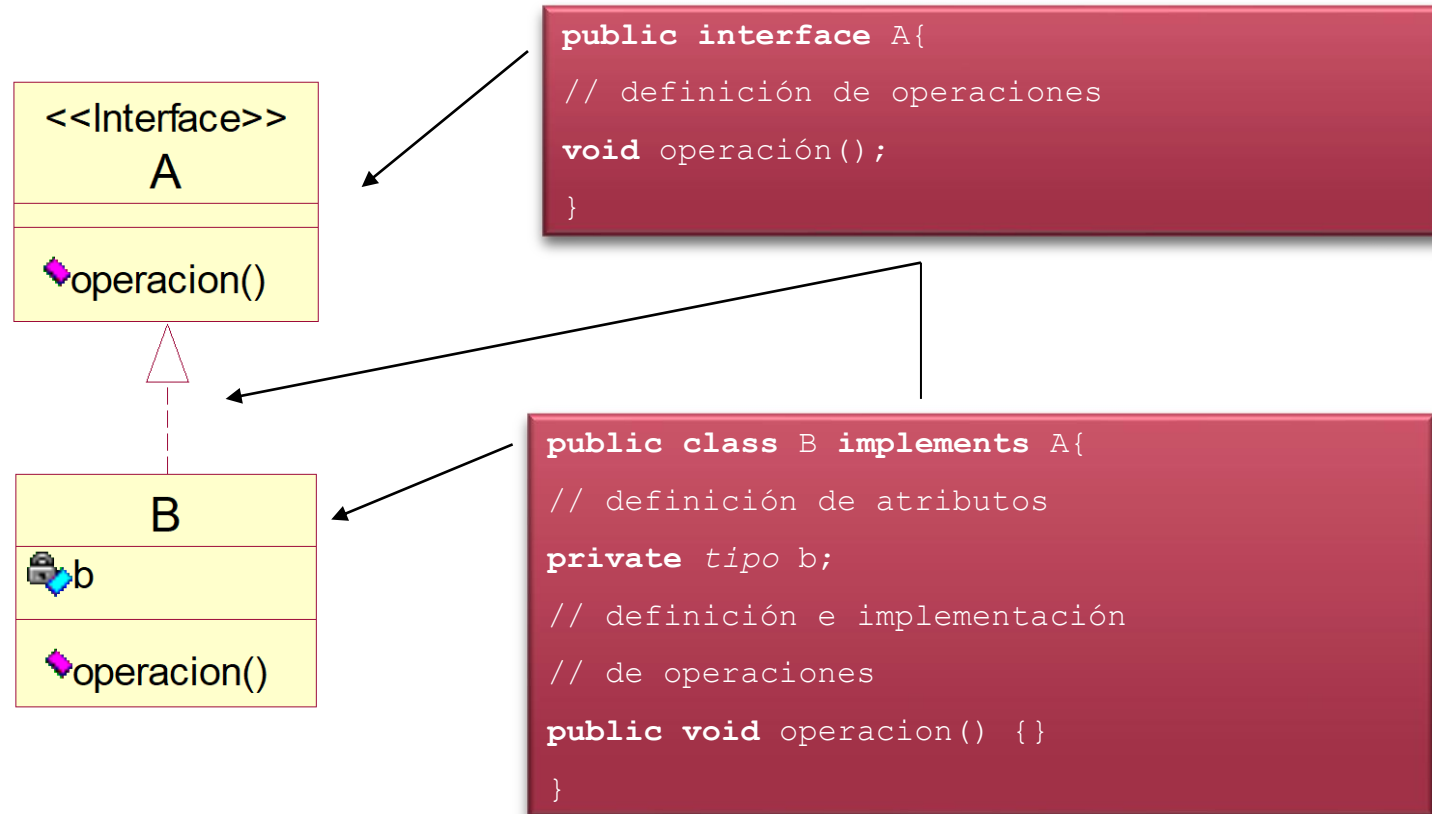 <<Interface>>
A
operacion()
B
b
operacion()
public interface A{
// definición de operaciones
void operación();
}
public class B implements A{
// definición de atributos
private tipo b;
// definición e implementación
// de operaciones
public void operacion() {}
}